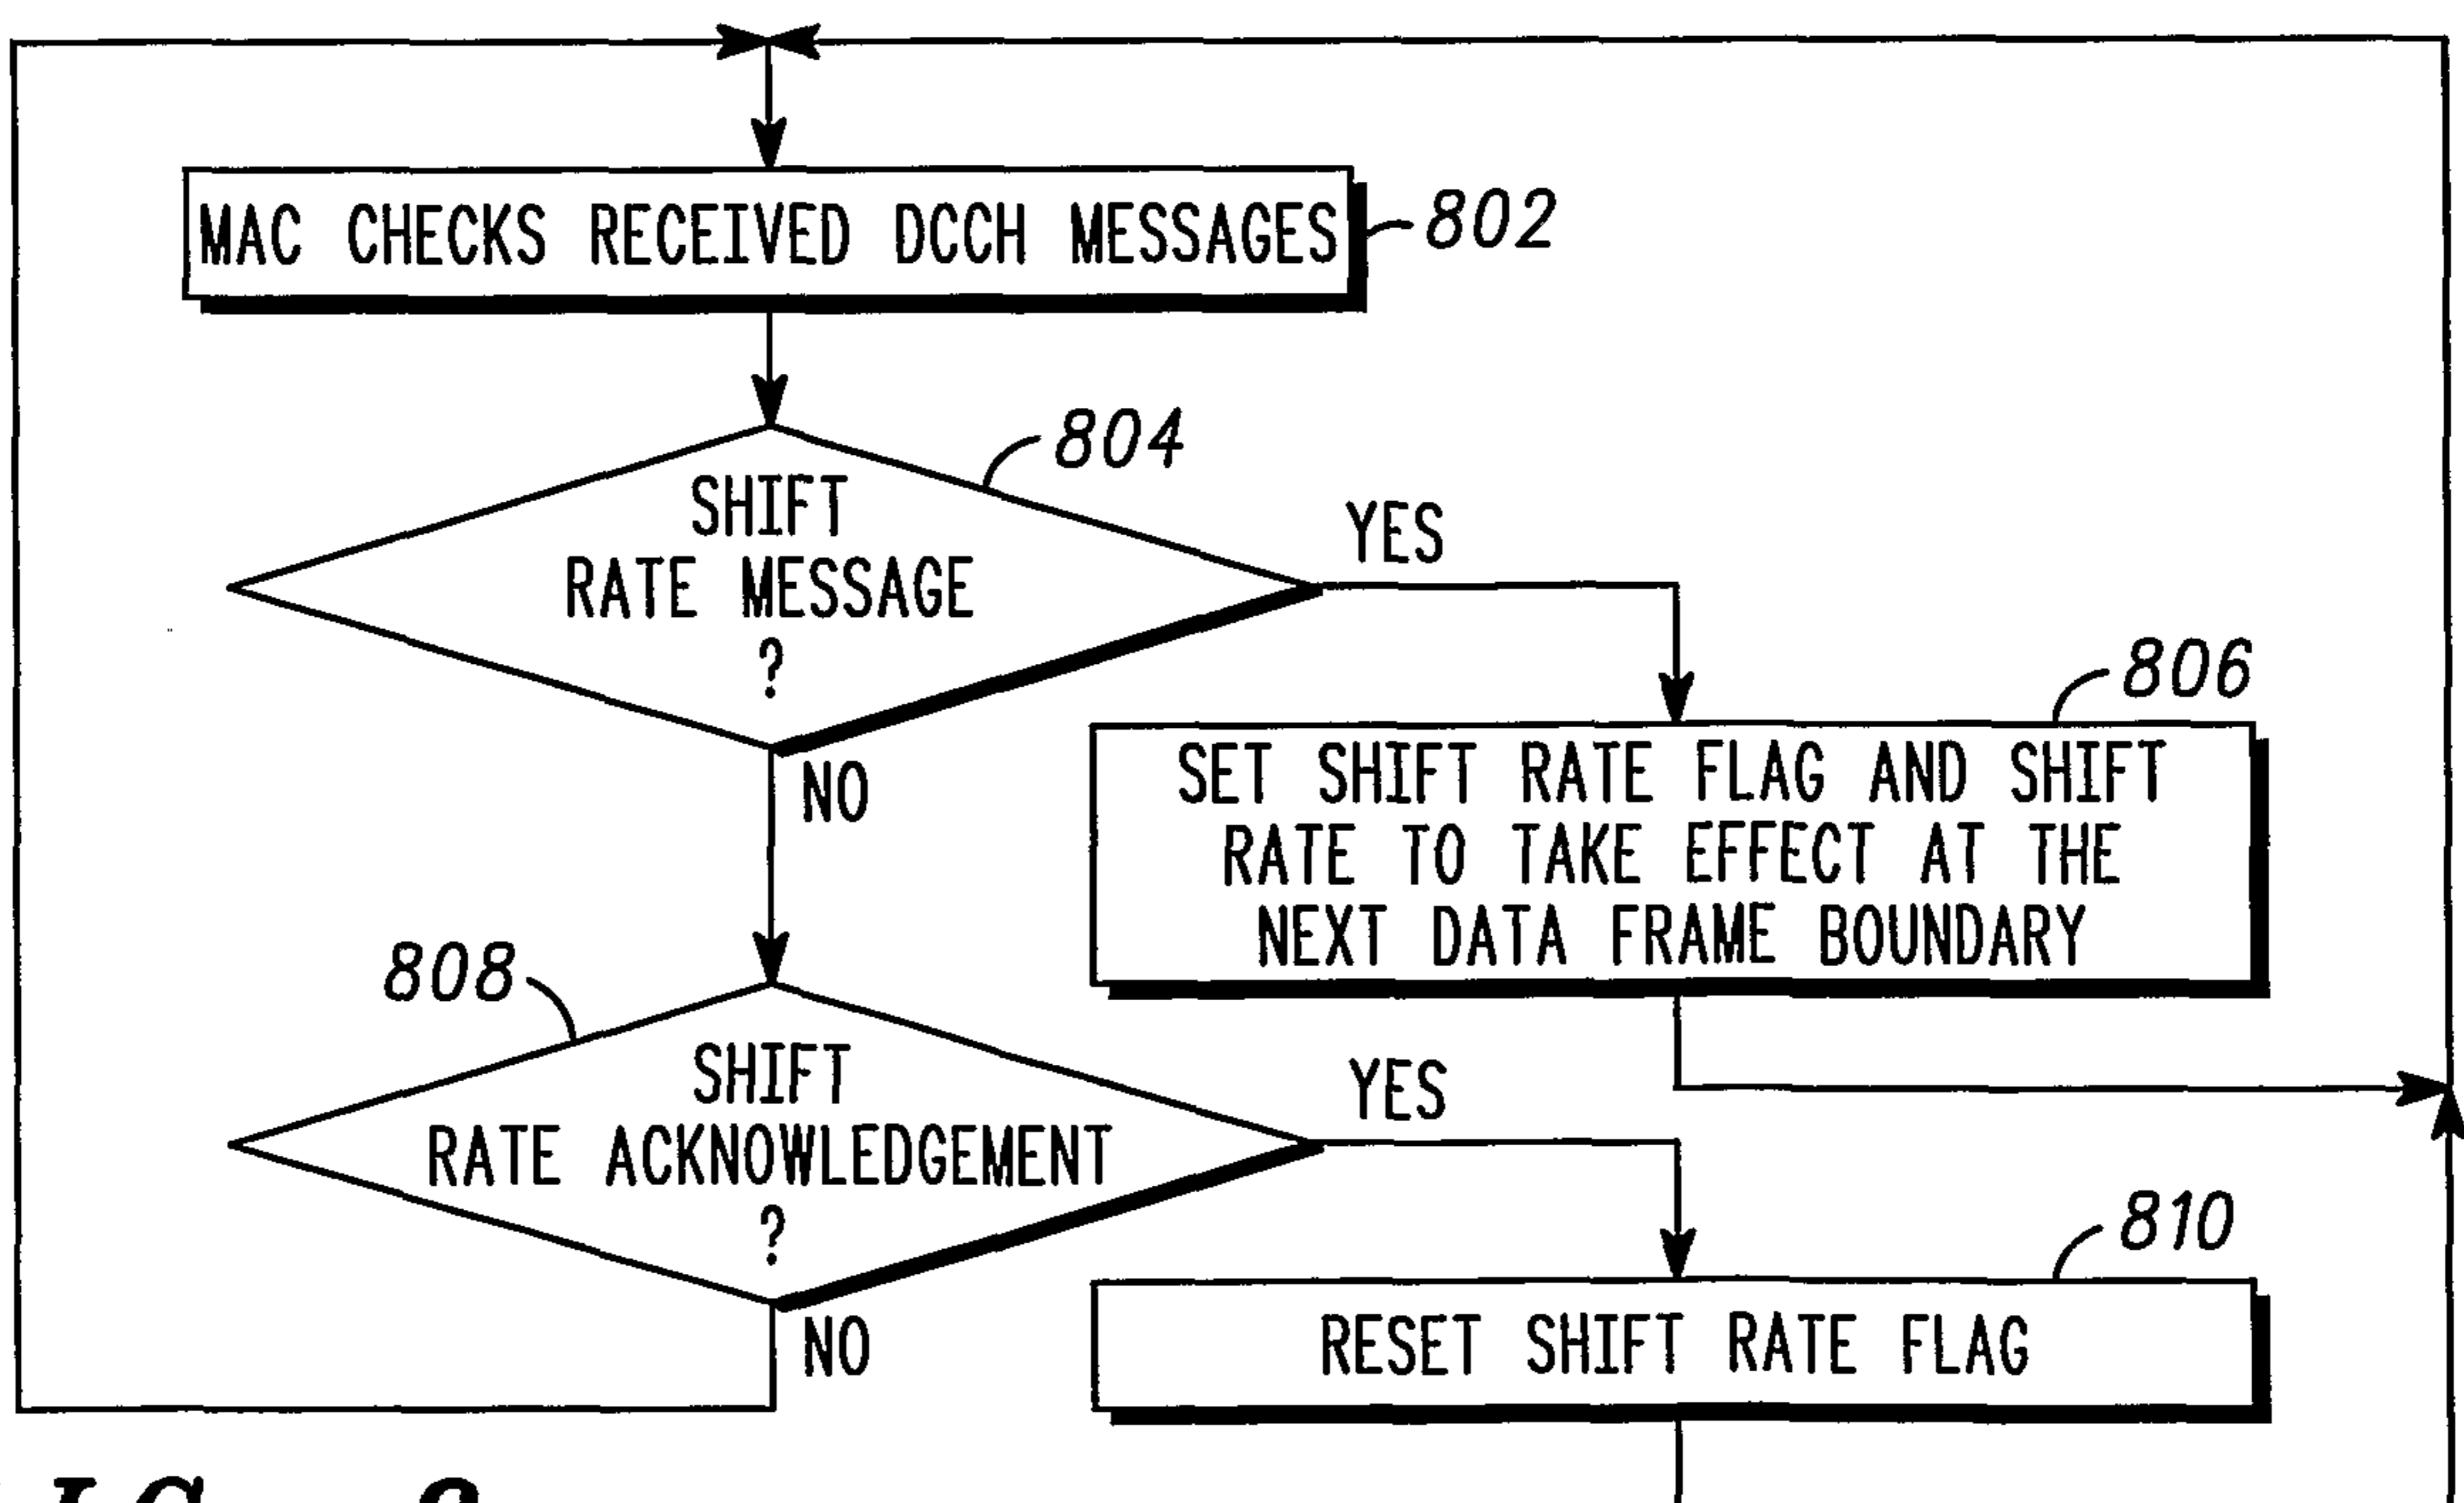 MAC CHECKS RECEIVED DCCH MESSAGES
802
804
SHIFT
RATE MESSAGE
?
YES
NO
806
SET SHIFT RATE FLAG AND SHIFT
RATE TO TAKE EFFECT AT THE
NEXT DATA FRAME BOUNDARY
808
SHIFT
RATE ACKNOWLEDGEMENT
?
YES
NO
810
RESET SHIFT RATE FLAG